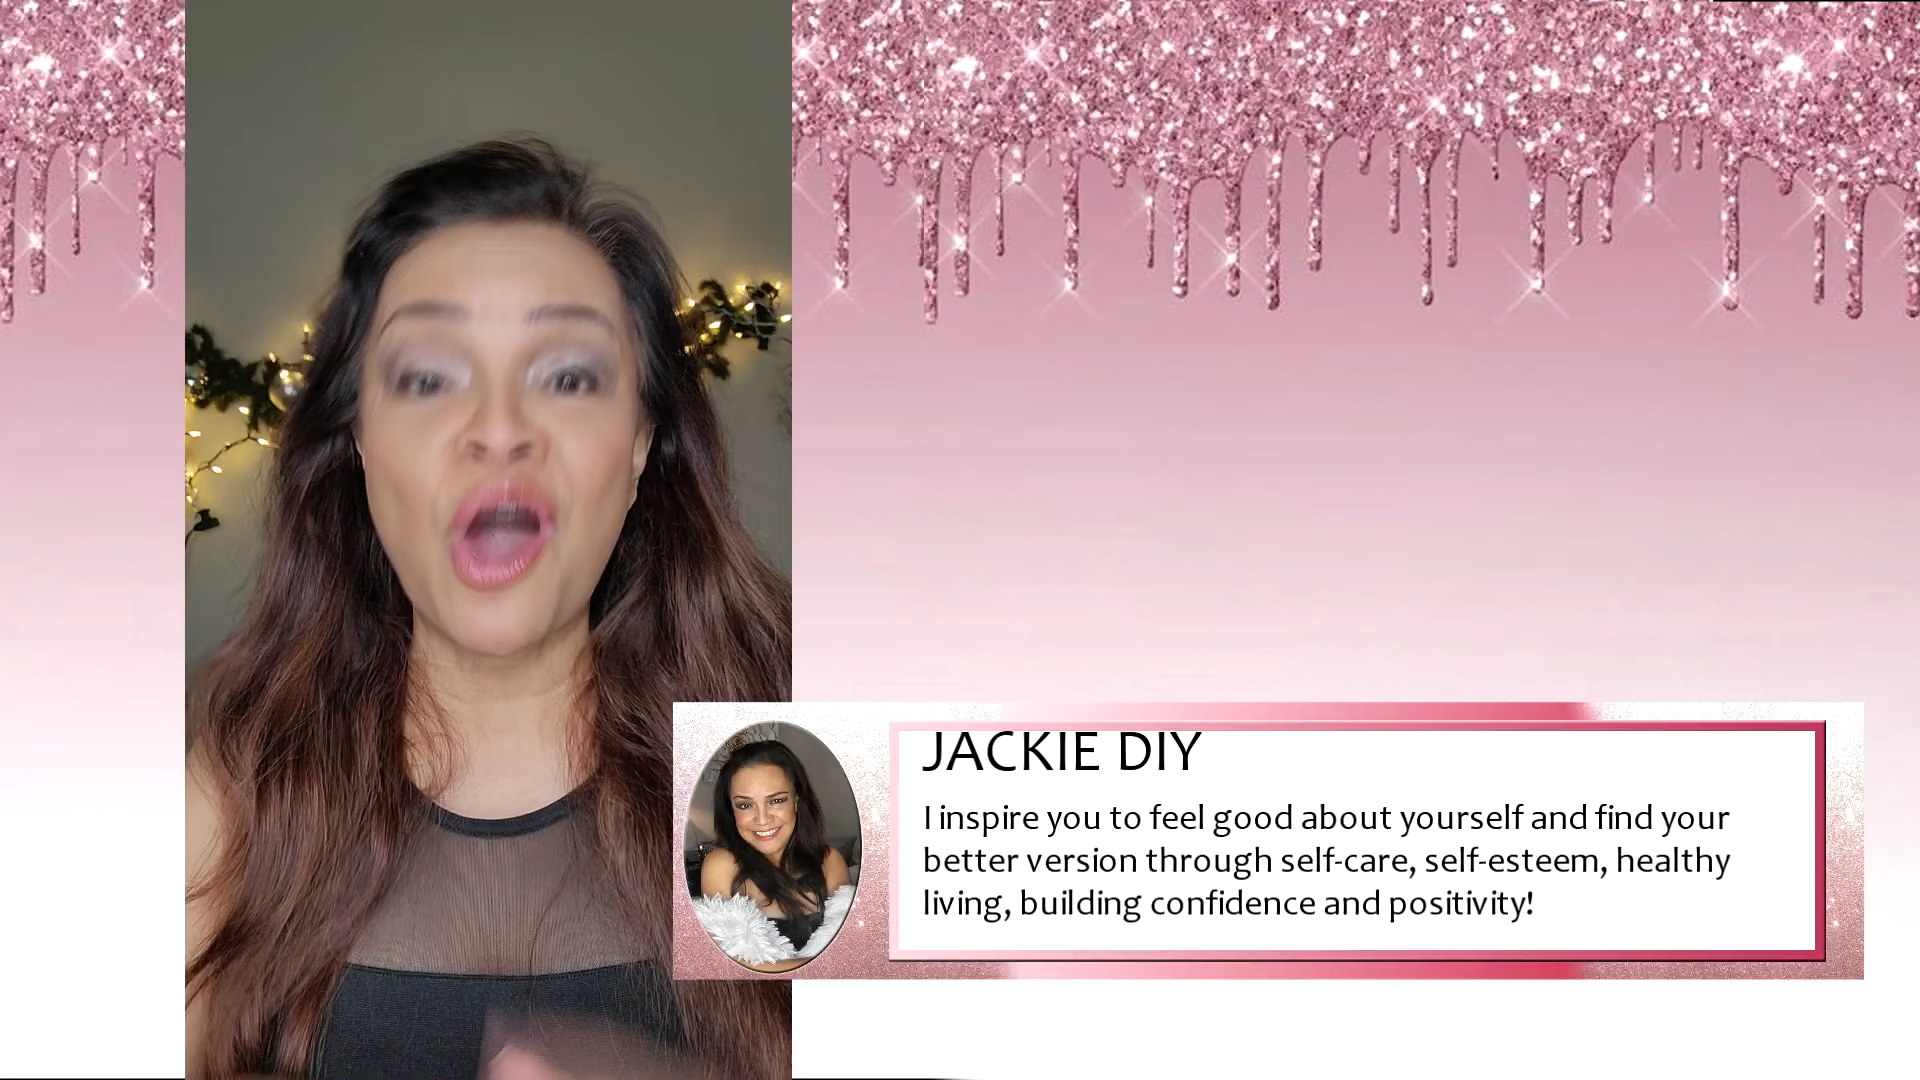 JACKIE DIY
I inspire you to feel good about yourself and find your
better version through self-care, self-esteem, healthy
living, building confidence and positivity!